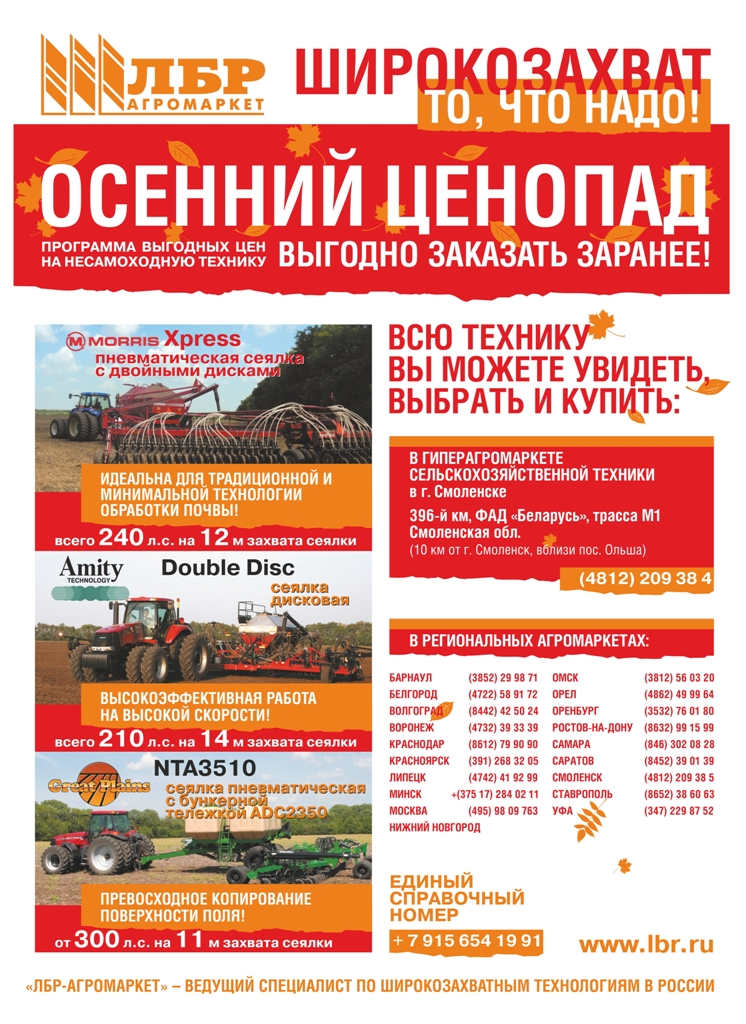 ЛБР
АГРОМАРКЕТ
ШИРОКОЗАХВАТ
ТО, ЧТО НАДО!
ОСЕННИЙ ЦЕНОПАД
ПРОГРАММА ВЫГОДНЫХ ЦЕН
НА НЕСАМОХОДНУЮ ТЕХНИКУ
ВЫГОДНО ЗАКАЗАТЬ ЗАРАНЕЕ!
MORRIS Xpress
пневматическая сеялка
с двойными дисками
ИДЕАЛЬНА ДЛЯ ТРАДИЦИОННОЙ И
МИНИМАЛЬНОЙ ТЕХНОЛОГИИ
ОБРАБОТКИ ПОЧВЫ!
всего 240 л.с. на 12 м захвата сеялки
Amity
TECHNOLOGY
Double Disc
сеялка
дисковая
ВЫСОКОЭФФЕКТИВНАЯ РАБОТА
НА ВЫСОКОЙ СКОРОСТИ!
всего 210 л.с. на 14 м захвата сеялки
Great Plains
NTA3510
сеялка пневматическая
с бункерной
тележкой ADC2350
ПРЕВОСХОДНОЕ КОПИРОВАНИЕ
ПОВЕРХНОСТИ ПОЛЯ!
от 300 л.с. на 11 м захвата сеялки
ВСЮ ТЕХНИКУ
ВЫ МОЖЕТЕ УВИДЕТЬ,
ВЫБРАТЬ И КУПИТЬ:
В ГИПЕРАГРОМАРКЕТЕ
СЕЛЬСКОХОЗЯЙСТВЕННОЙ ТЕХНИКИ
в г. Смоленске
396-й км, ФАД «Беларусь», трасса М1
Смоленская обл.
(10 км от г. Смоленск, вблизи пос. Ольша)
(4812) 209 38 4
В РЕГИОНАЛЬНЫХ АГРОМАРКЕТАХ:
БАРНАУЛ (3852) 29 98 71
БЕЛГОРОД (4722) 58 91 72
ВОЛГОГРАД (8442) 42 50 24
ВОРОНЕЖ (4732) 39 33 39
КРАСНОДАР (8612) 79 90 90
КРАСНОЯРСК (391) 268 32 05
ЛИПЕЦК (4742) 41 92 99
МИНСК +(375 17) 284 02 11
МОСКВА (495) 98 09 763
НИЖНИЙ НОВГОРОД
ОМСК (3812) 56 03 20
ОРЕЛ (4862) 49 99 64
ОРЕНБУРГ (3532) 76 01 80
РОСТОВ-НА-ДОНУ (8632) 99 15 99
САМАРА (846) 302 08 28
САРАТОВ (8452) 39 01 39
СМОЛЕНСК (4812) 209 38 5
СТАВРОПОЛЬ (8652) 38 60 63
УФА (347) 229 87 52
ЕДИНЫЙ
СПРАВОЧНЫЙ
НОМЕР
+ 7 915 654 19 91
www.lbr.ru
«ЛБР-АГРОМАРКЕТ» – ВЕДУЩИЙ СПЕЦИАЛИСТ ПО ШИРОКОЗАХВАТНЫМ ТЕХНОЛОГИЯМ В РОССИИ